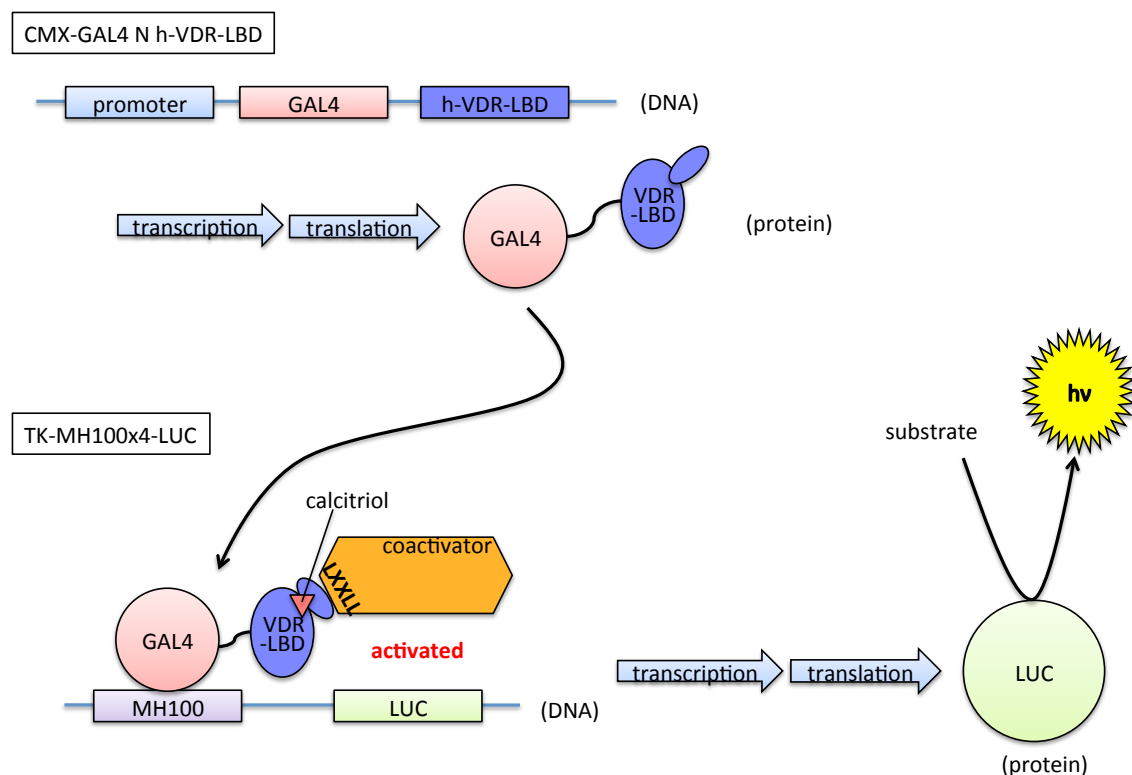 CMX-GAL4 N h-VDR-LBD
promoter GAL4 h-VDR-LBD (DNA)
VDR
-LBD
transcription translation GAL4 (protein)
hν
TK-MH100x4-LUC
substrate
calcitriol
coactivator
LXXLL
GAL4
VDR
-LBD
activated
transcription translation LUC
MH100 LUC (DNA)
(protein)